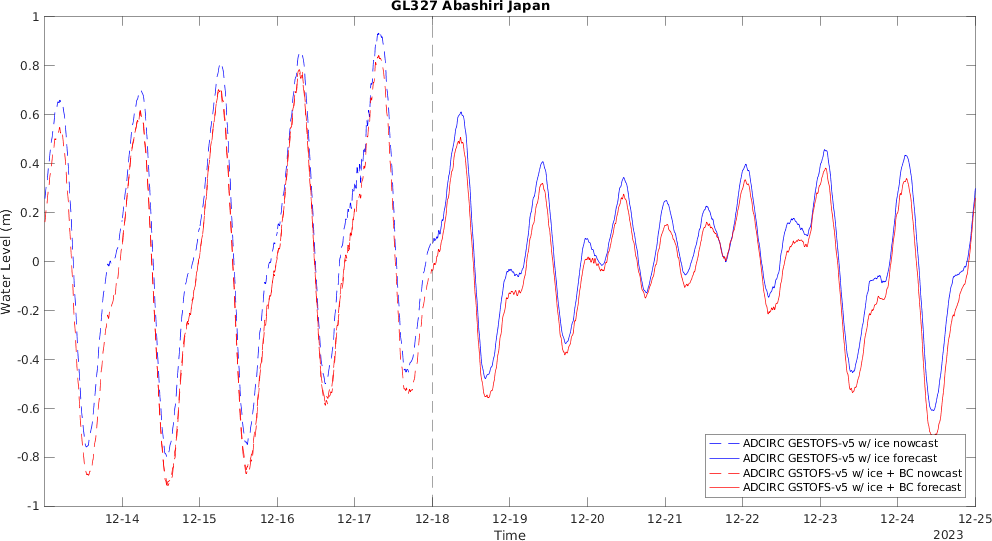 GL327 Abashiri Japan
1
0.8
0.6
0.4
0.2
0
-0.2
-0.4
-0.6
-0.8
-1
Water Level (m)
ADCIRC GESTOFS-v5 w/ ice nowcast
ADCIRC GESTOFS-v5 w/ ice forecast
ADCIRC GSTOFS-v5 w/ ice + BC nowcast
ADCIRC GSTOFS-v5 w/ ice + BC forecast
12-14 12-15 12-16 12-17 12-18 12-19 12-20 12-21 12-22 12-23 12-24 12-25
Time
2023